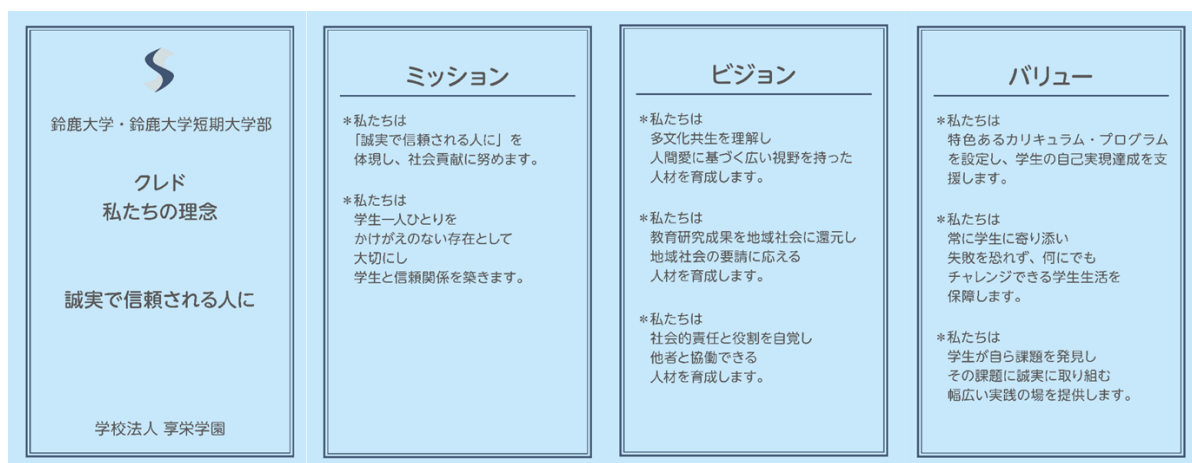 鈴鹿大学・鈴鹿大学短期大学部
クレド
私たちの理念
誠実で信頼される人に
学校法人 享栄学園
ミッション
＊私たちは
「誠実で信頼される人に」を
体現し、社会貢献に努めます。
＊私たちは
学生一人ひとりを
かけがえのない存在として
大切にし
学生と信頼関係を築きます。
ビジョン
＊私たちは
多文化共生を理解し
人間愛に基づく広い視野を持った
人材を育成します。
＊私たちは
教育研究成果を地域社会に還元し
地域社会の要請に応える
人材を育成します。
＊私たちは
社会的責任と役割を自覚し
他者と協働できる
人材を育成します。
バリュー
＊私たちは
特色あるカリキュラム・プログラム
を設定し、学生の自己実現達成を支
援します。
＊私たちは
常に学生に寄り添い
失敗を恐れず、何にでも
チャレンジできる学生生活を
保障します。
＊私たちは
学生が自ら課題を発見し
その課題に誠実に取り組む
幅広い実践の場を提供します。